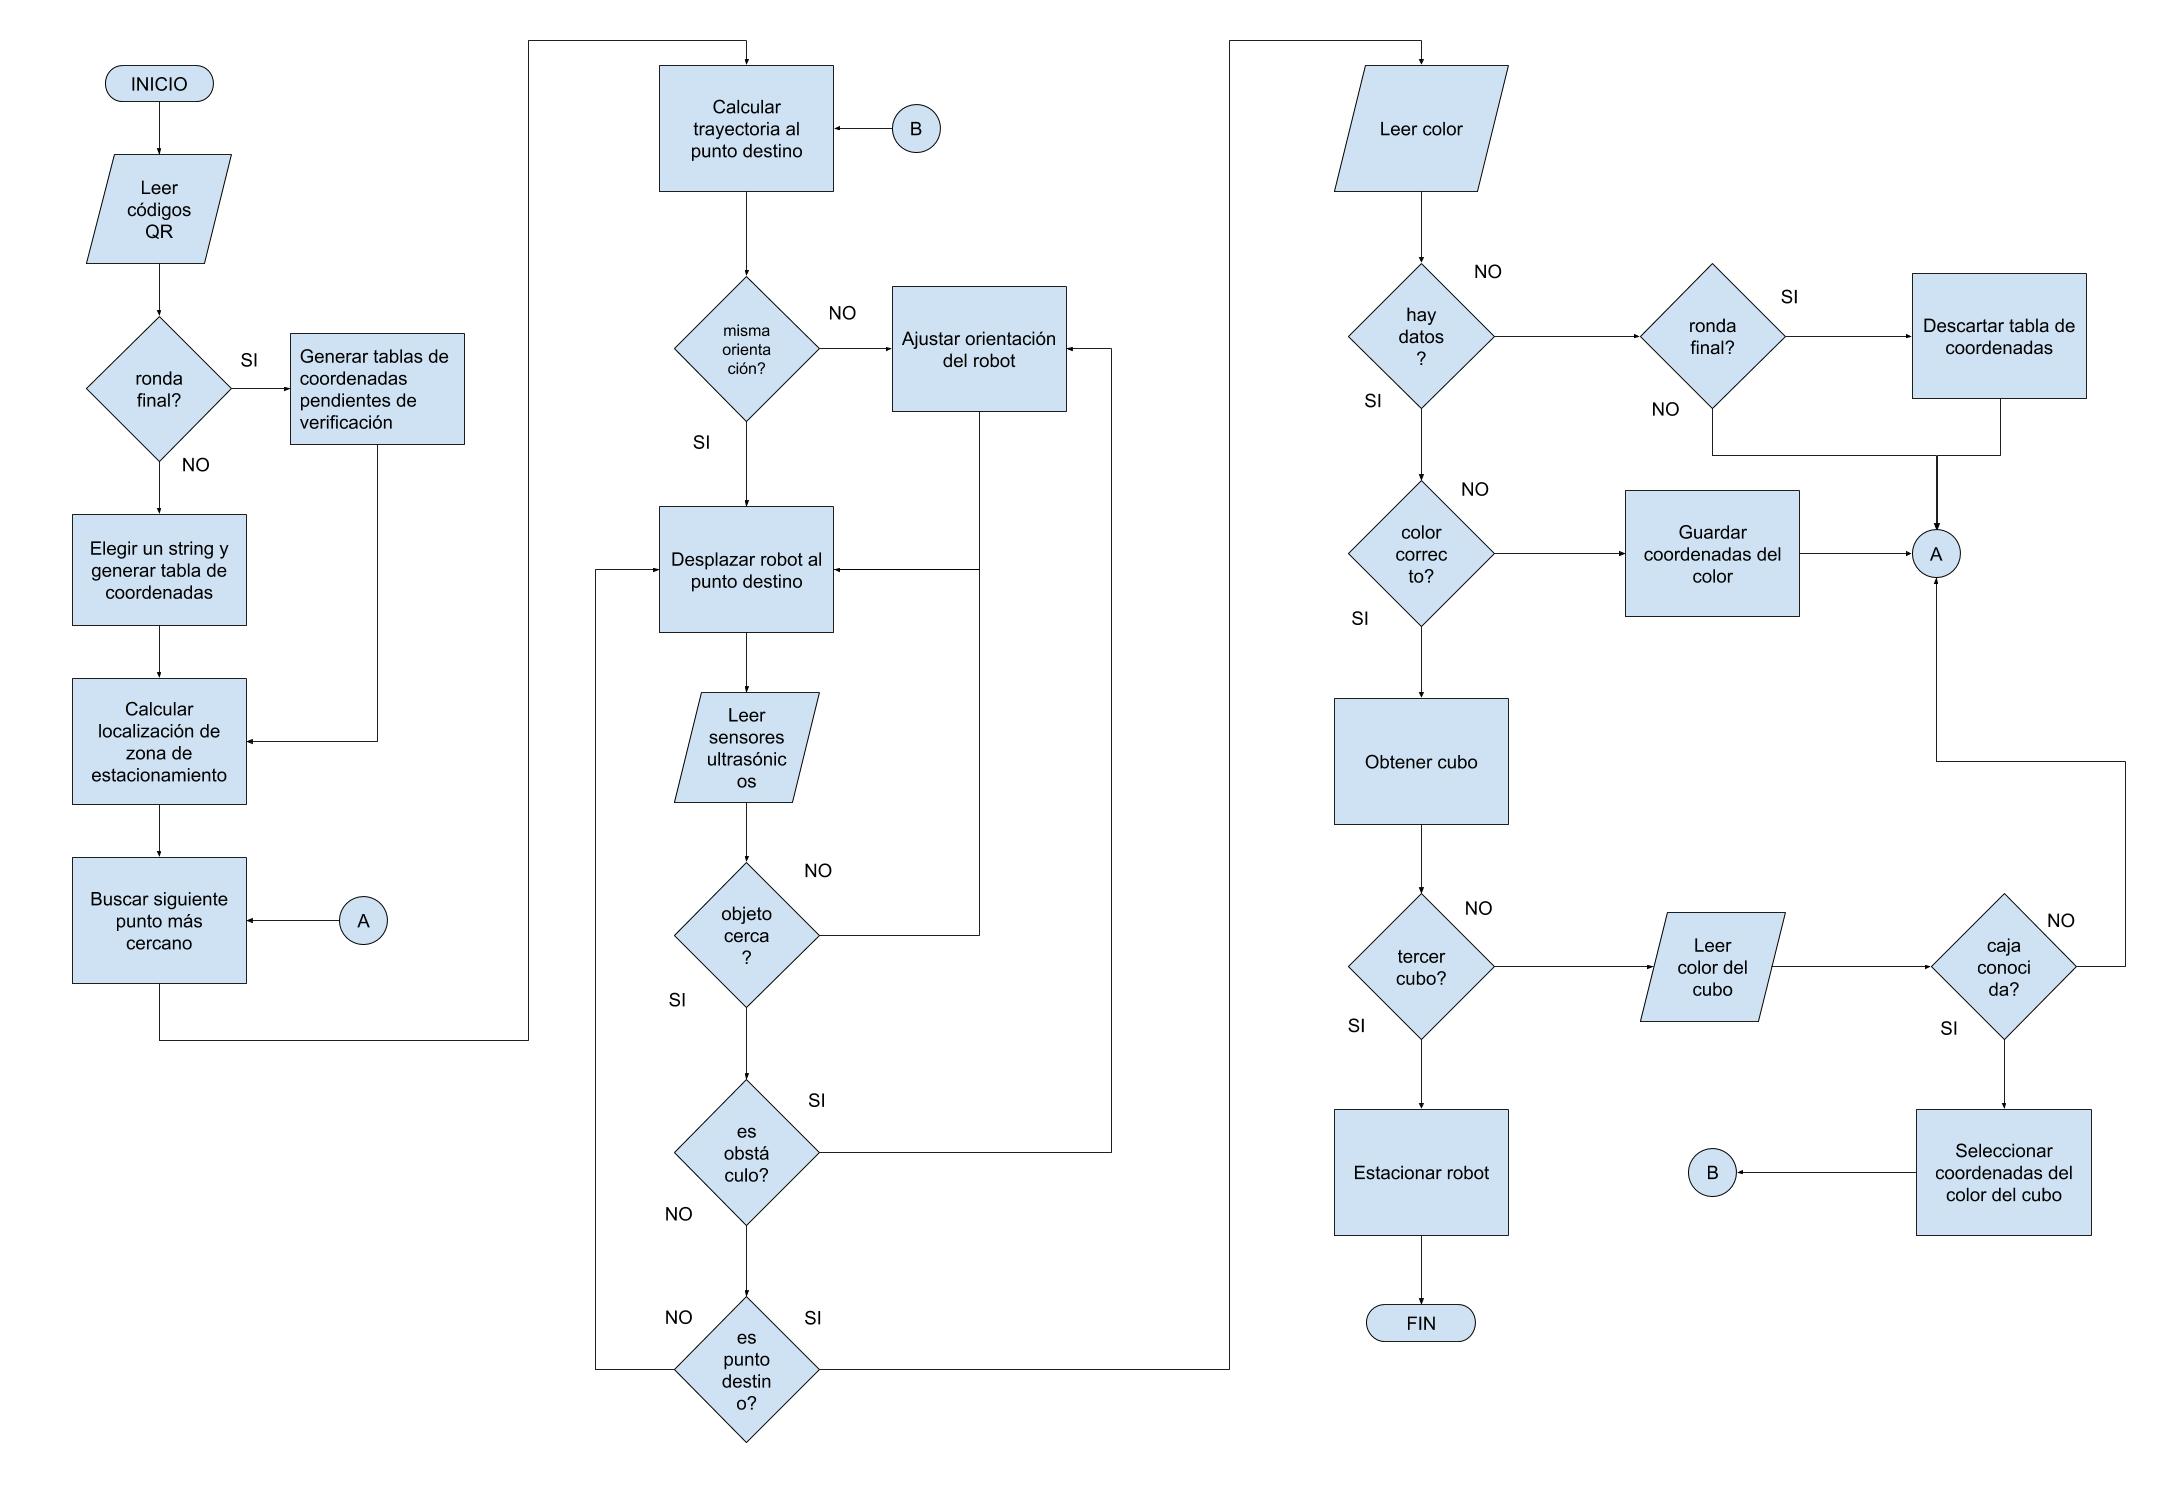 INICIO
Leer
códigos
QR
ronda
final?
SI
NO
Generar tablas de
coordenadas
pendientes de
verificación
Elegir un string y
generar tabla de
coordenadas
Calcular
localización de
zona de
estacionamiento
Buscar siguiente
punto más
cercano
A
Calcular
trayectoria al
punto destino
B
misma
orienta
ción?
NO
SI
Ajustar orientación
del robot
Desplazar robot al
punto destino
Leer
sensores
ultrasónic
os
objeto
cerca
?
NO
SI
es
obstá
culo?
SI
NO
es
punto
destin
o?
NO
SI
Leer color
hay
datos
?
NO
SI
ronda
final?
SI
NO
Descartar tabla de
coordenadas
color
correc
to?
NO
SI
Guardar
coordenadas del
color
A
Obtener cubo
tercer
cubo?
NO
SI
Leer
color del
cubo
caja
conoci
da?
NO
SI
Estacionar robot
B
Seleccionar
coordenadas del
color del cubo
FIN